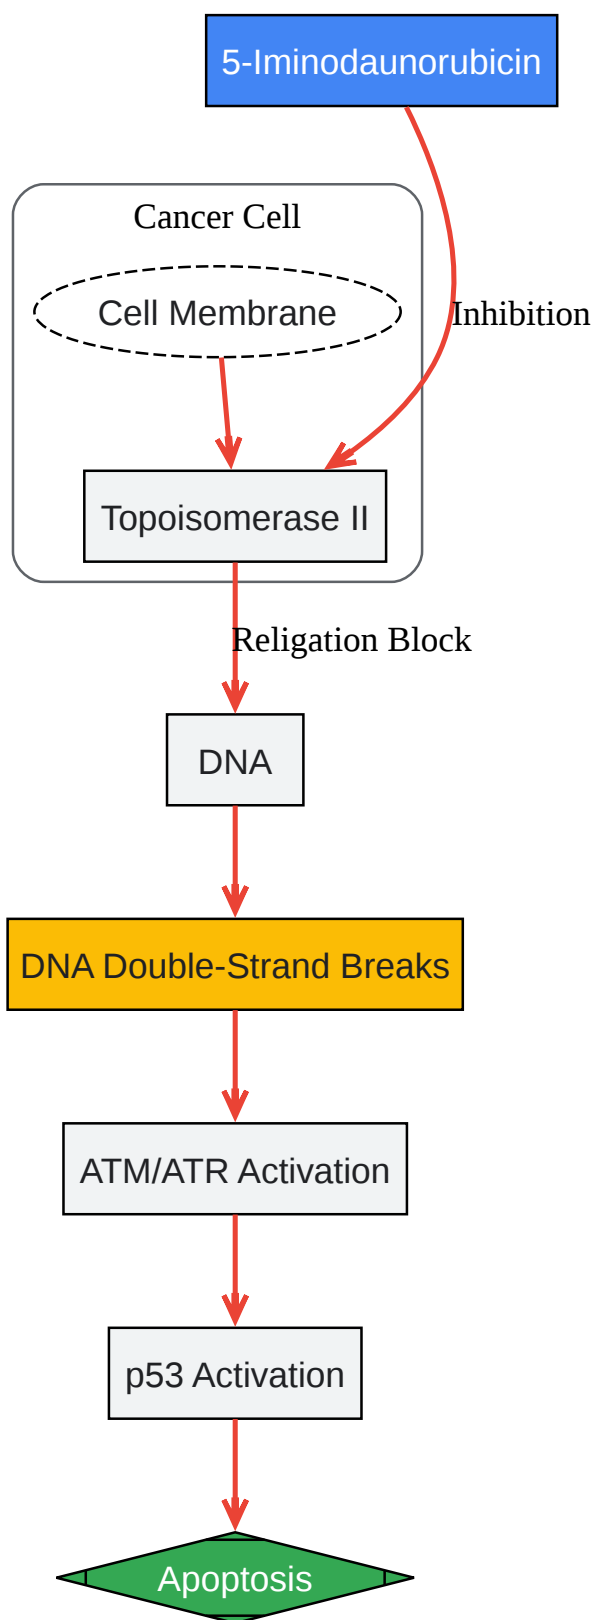 5-Iminodaunorubicin
Cancer Cell
Cell Membrane
Inhibition
Topoisomerase II
Religation Block
DNA
DNA Double-Strand Breaks
ATM/ATR Activation
p53 Activation
Apoptosis